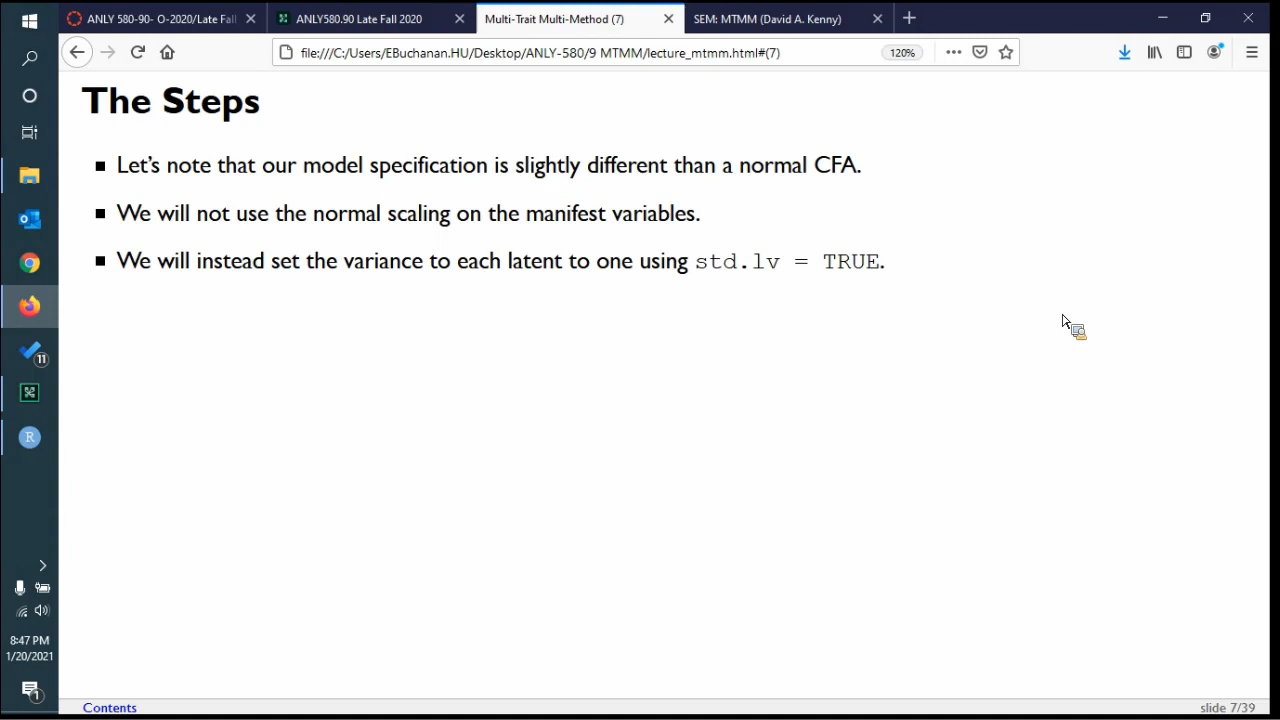 ANLY 580-90- O-2020/Late Fall
ANLY580.90 Late Fall 2020
Multi-Trait Multi-Method (7)
SEM: MTMM (David A. Kenny)
file:///C:/Users/EBuchanan.HU/Desktop/ANLY-580/9 MTMM/lecture_mtmm.html#(7)
120%
The Steps
Let's note that our model specification is slightly different than a normal CFA.
We will not use the normal scaling on the manifest variables.
We will instead set the variance to each latent to one using std.lv = TRUE.
11
R
8:47 PM
1/20/2021
1
Contents
slide 7/39